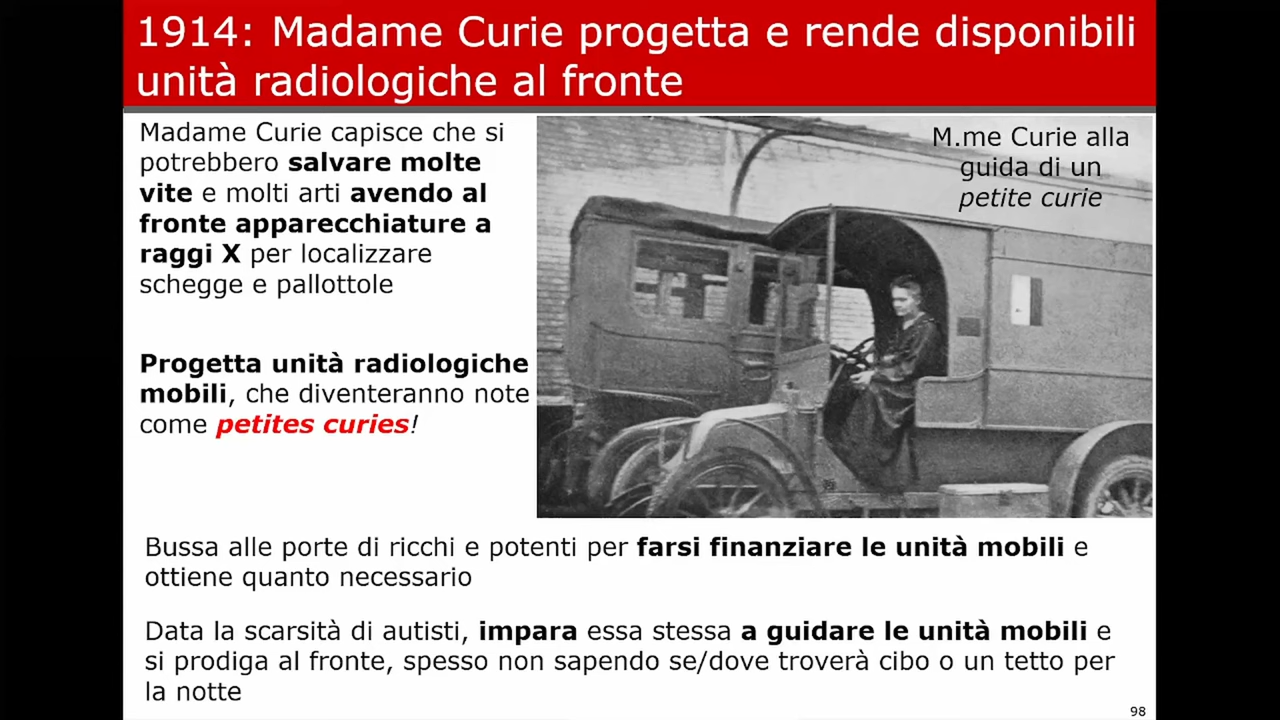 1914: Madame Curie progetta e rende disponibili
unità radiologiche al fronte
Madame Curie capisce che si
potrebbero salvare molte
vite e molti arti avendo al
fronte apparecchiature a
raggi X per localizzare
schegge e pallottole
Progetta unità radiologiche
mobili, che diventeranno note
come petites curies!
M.me Curie alla
guida di un
petite curie
Bussa alle porte di ricchi e potenti per farsi finanziare le unità mobili e
ottiene quanto necessario
Data la scarsità di autisti, impara essa stessa a guidare le unità mobili e
si prodiga al fronte, spesso non sapendo se/dove troverà cibo o un tetto per
la notte
98